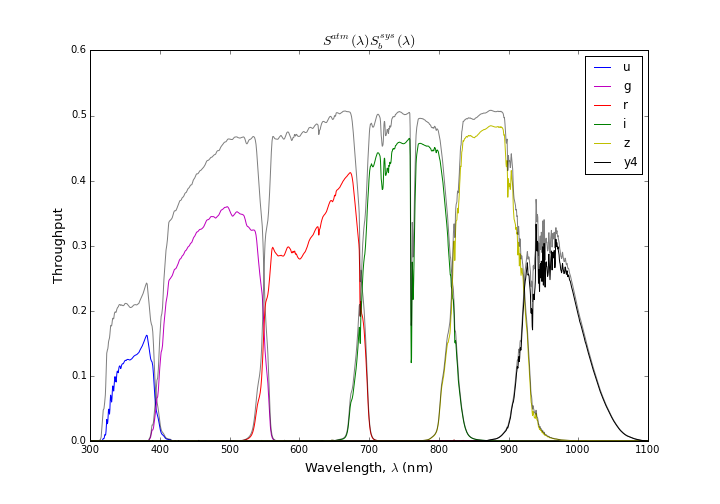 S^{atm}(λ)S_b^{sys}(λ)
0.6
0.5
0.4
0.3
0.2
0.1
0.0
Throughput
300 400 500 600 700 800 900 1000 1100
Wavelength, λ (nm)
u
g
r
i
z
y4